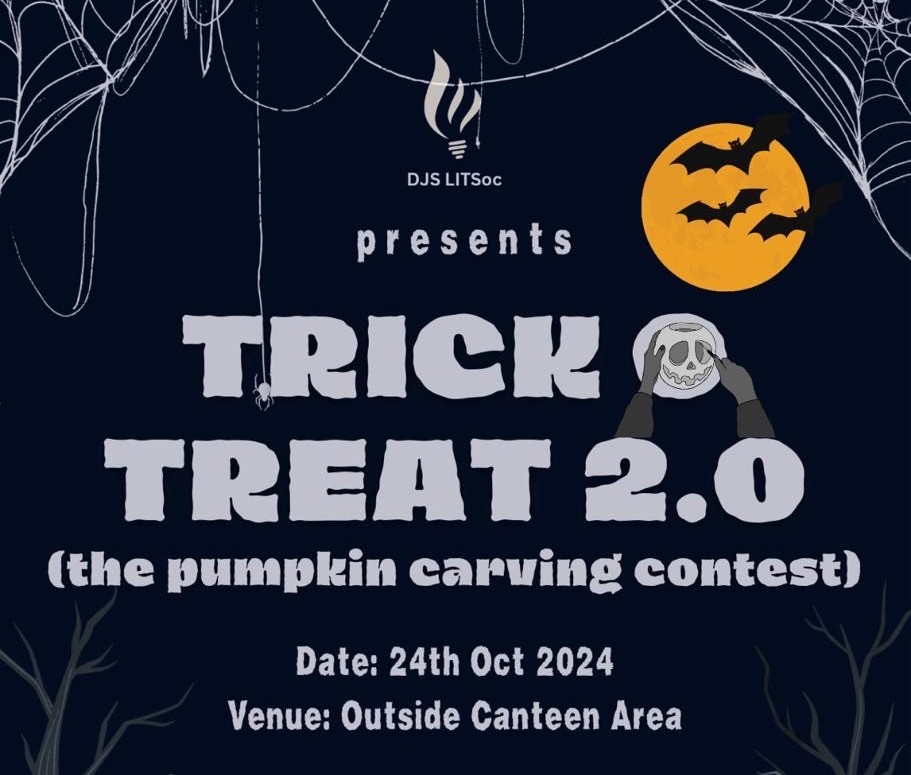 DJS LITSoc
presents
TRICK O
TREAT 2.0
(the pumpkin carving contest)
Date: 24th Oct 2024
Venue: Outside Canteen Area